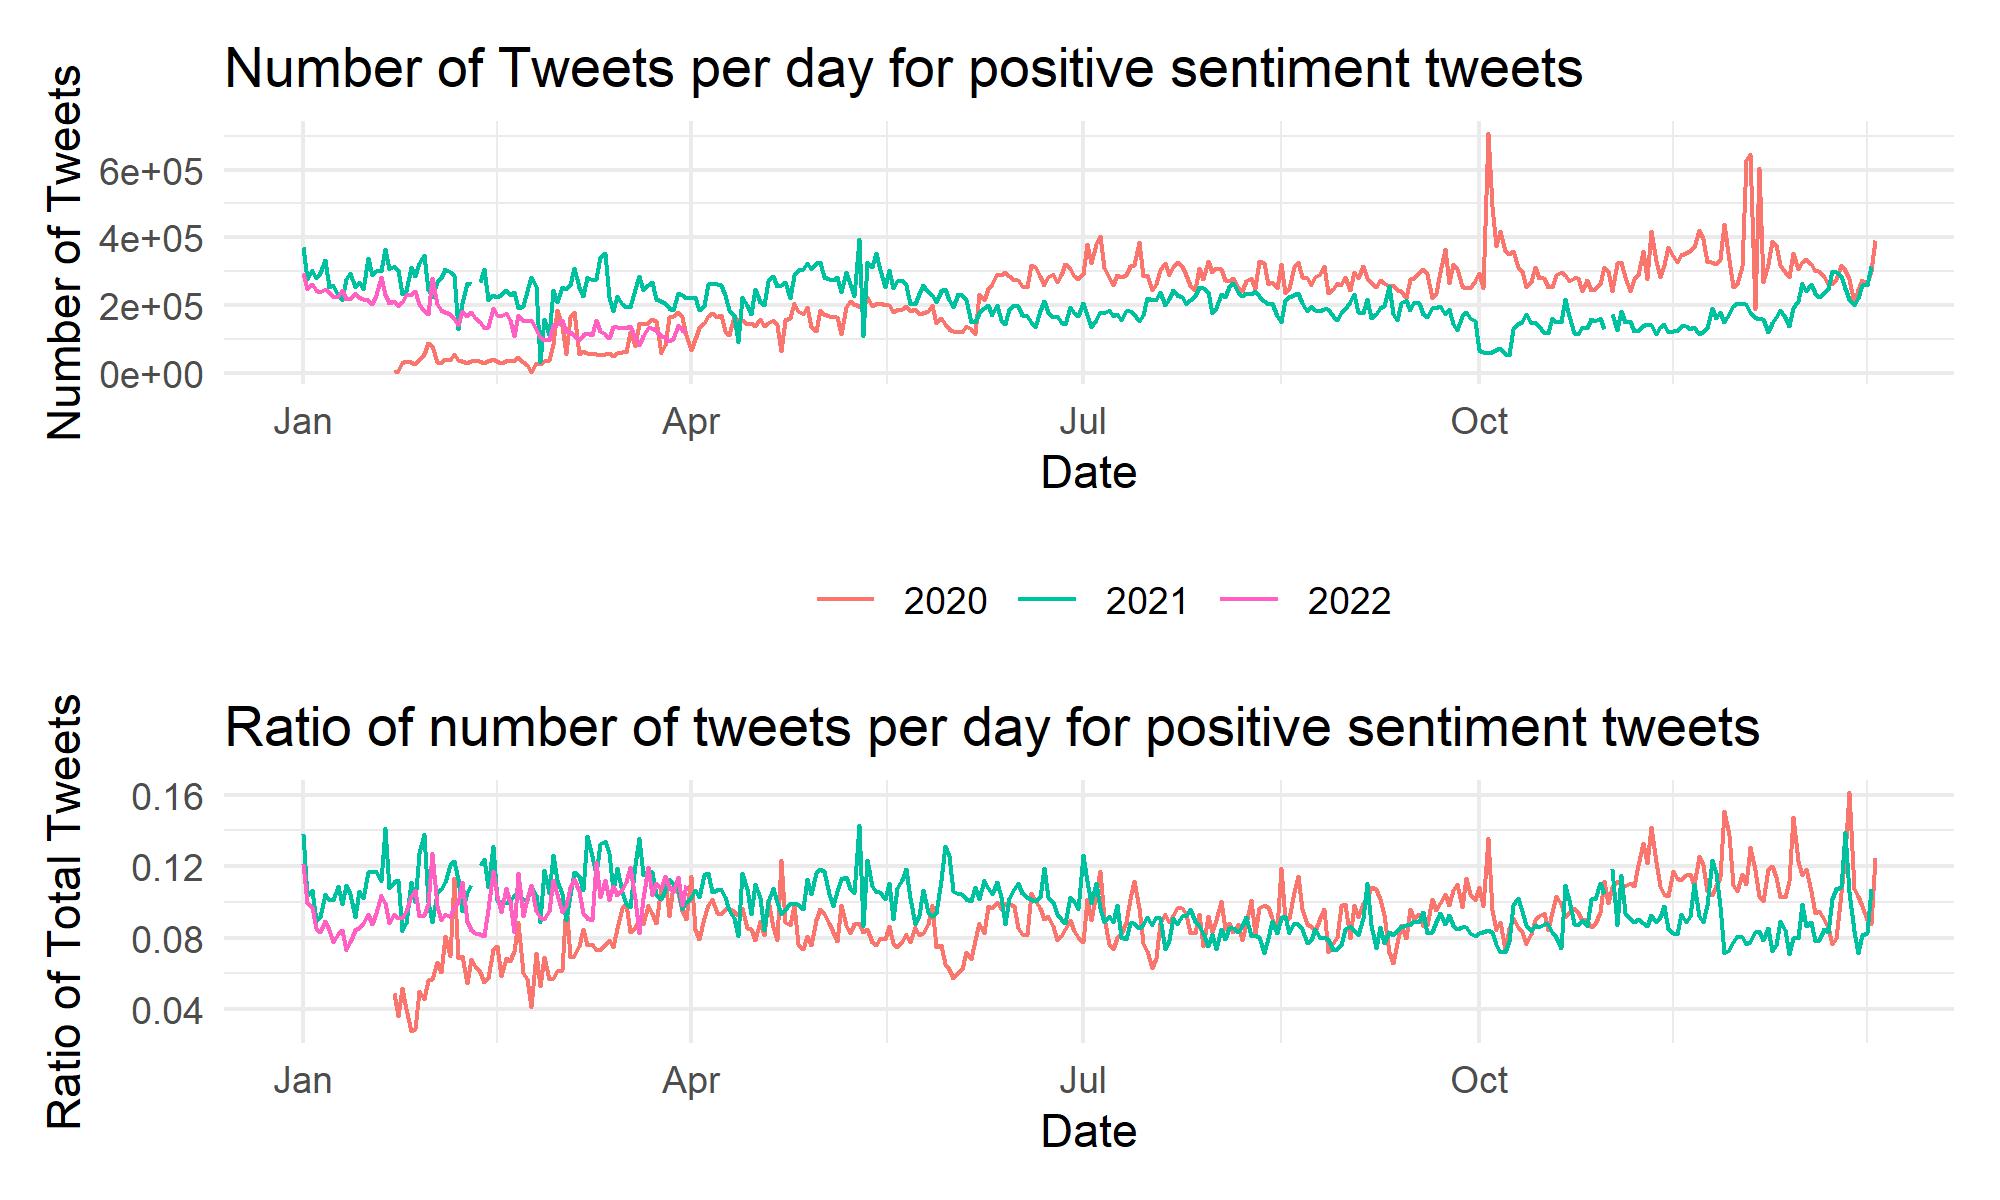 Number of Tweets per day for positive sentiment tweets
Number of Tweets
6e+05
4e+05
2e+05
0e+00
Jan Apr Jul Oct
Date
2020 2021 2022
Ratio of number of tweets per day for positive sentiment tweets
Ratio of Total Tweets
0.16
0.12
0.08
0.04
Jan Apr Jul Oct
Date